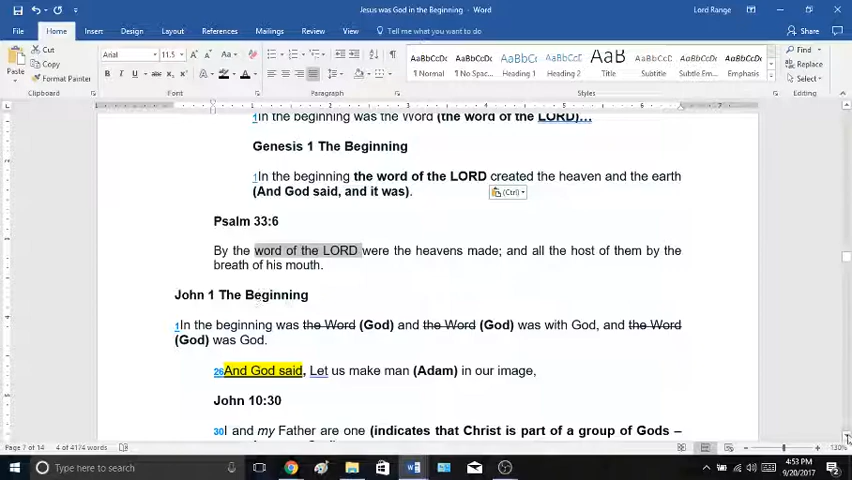 Jesus was God in the Beginning - Word
Lord Range
File Home Insert Design Layout References Mailings Review View Tell me what you want to do
Share
Cut
Copy
Format Painter
Paste
Clipboard
Arial 11.5
Font
Paragraph
AaBbCcDc AaBbCcDc AaBbCc AaBbCcC AaB AaBbCcD AaBbCcDc AaBbCcDc
¶ Normal ¶ No Spac... Heading 1 Heading 2 Title Subtitle Subtle Em... Emphasis
Styles
Find
Replace
Select
Editing
1In the beginning was the Word (the word of the LORD)…
Genesis 1 The Beginning
1In the beginning the word of the LORD created the heaven and the earth
(And God said, and it was).
(Ctrl)
Psalm 33:6
By the word of the LORD were the heavens made; and all the host of them by the
breath of his mouth.
John 1 The Beginning
1In the beginning was the Word (God) and the Word (God) was with God, and the Word
(God) was God.
26And God said, Let us make man (Adam) in our image,
John 10:30
30I and my Father are one (indicates that Christ is part of a group of Gods –
Page 7 of 14 4 of 4174 words
130%
Type here to search
4:53 PM
9/20/2017